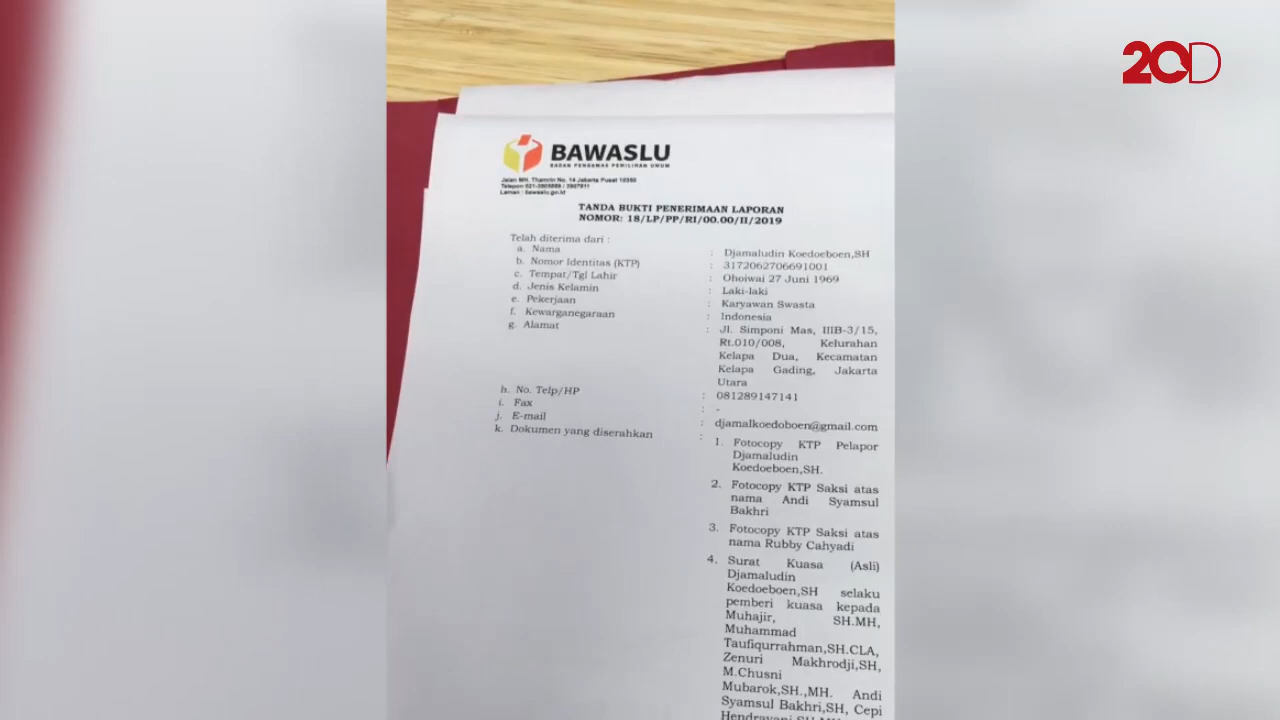 20D
BAWASLU
BADAN PENGAWAS PEMILIHAN UMUM
Jalan MH. Thamrin No. 14 Jakarta Pusat 10350
Laman : bawaslu.go.id
TANDA BUKTI PENERIMAAN LAPORAN
NOMOR: 18/LP/PP/RI/00.00/II/2019
Telah diterima dari :
a. Nama : Djamaludin Koedoeboen,SH
b. Nomor Identitas (KTP) : 3172062706691001
c. Tempat/Tgl Lahir : Ohoiwai 27 Juni 1969
d. Jenis Kelamin : Laki-laki
e. Pekerjaan : Karyawan Swasta
f. Kewarganegaraan : Indonesia
g. Alamat : Jl. Simponi Mas, IIIB-3/15,
Rt.010/008, Kelurahan
Kelapa Dua, Kecamatan
Kelapa Gading, Jakarta
Utara
h. No. Telp/HP : 081289147141
i. Fax : -
j. E-mail : djamalkoedoboen@gmail.com
k. Dokumen yang diserahkan :
1. Fotocopy KTP Pelapor
Djamaludin
Koedoeboen,SH.
2. Fotocopy KTP Saksi atas
nama Andi Syamsul
Bakhri
3. Fotocopy KTP Saksi atas
nama Rubby Cahyadi
4. Surat Kuasa (Asli)
Djamaludin
Koedoeboen,SH selaku
pemberi kuasa kepada
Muhajir, SH.MH,
Muhammad
Taufiqurrahman,SH.CLA,
Zenuri Makhrodji,SH,
M.Chusni
Mubarok,SH.,MH. Andi
Syamsul Bakhri,SH, Cepi
Hendrayani,SH,MH